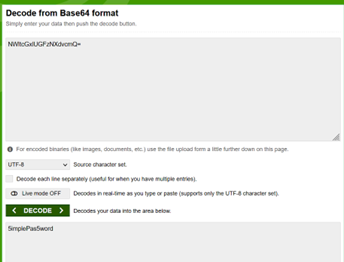 Decode from Base64 format
Simply enter your data then push the decode button.
For encoded binaries (like images, documents, etc.) use the file upload form a little further down on this page.
UTF-8 Source character set.
Decode each line separately (useful for when you have multiple entries).
Live mode OFF Decodes in real-time as you type or paste (supports only the UTF-8 character set).
< DECODE > Decodes your data into the area below.